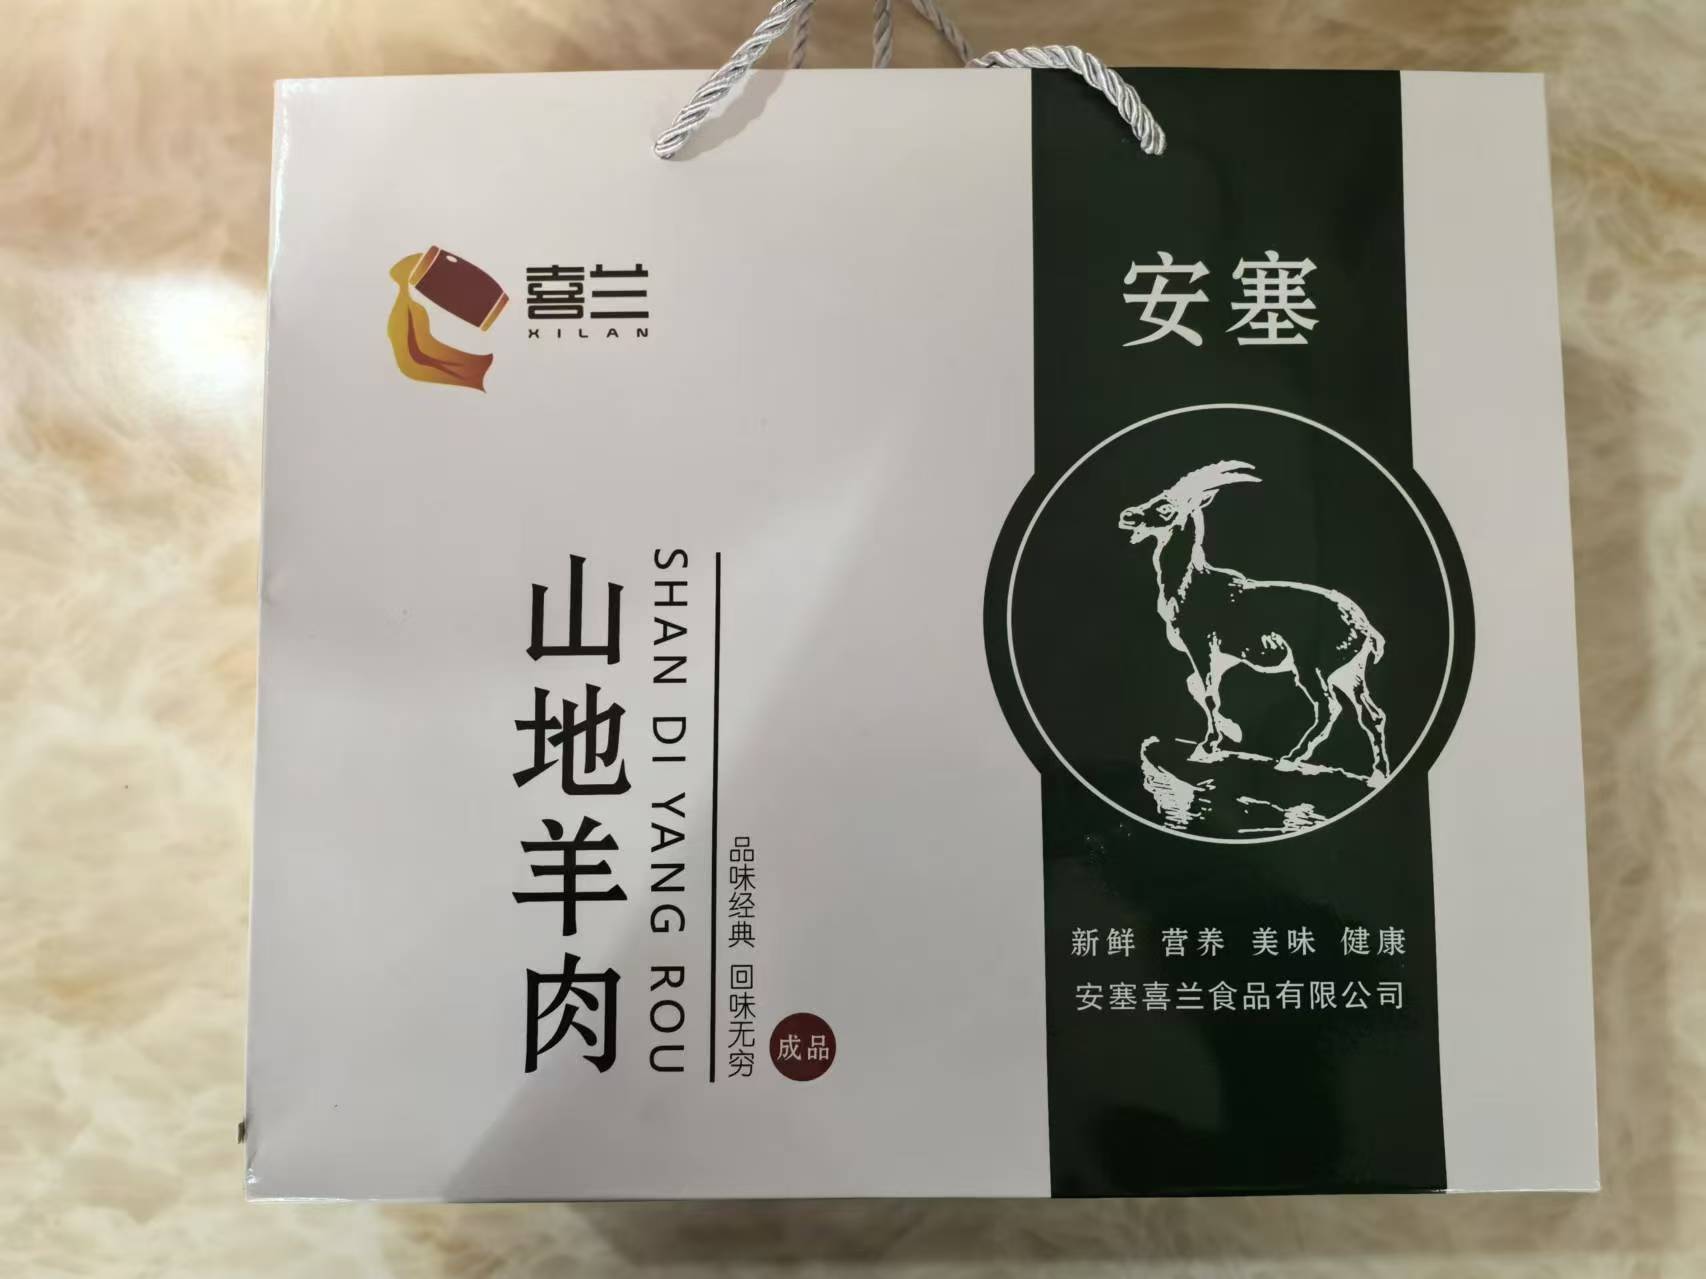 喜兰
XILAN
安塞
山地羊肉
SHAN DI YANG ROU
品味经典 回味无穷
成品
新鲜 营养 美味 健康
安塞喜兰食品有限公司